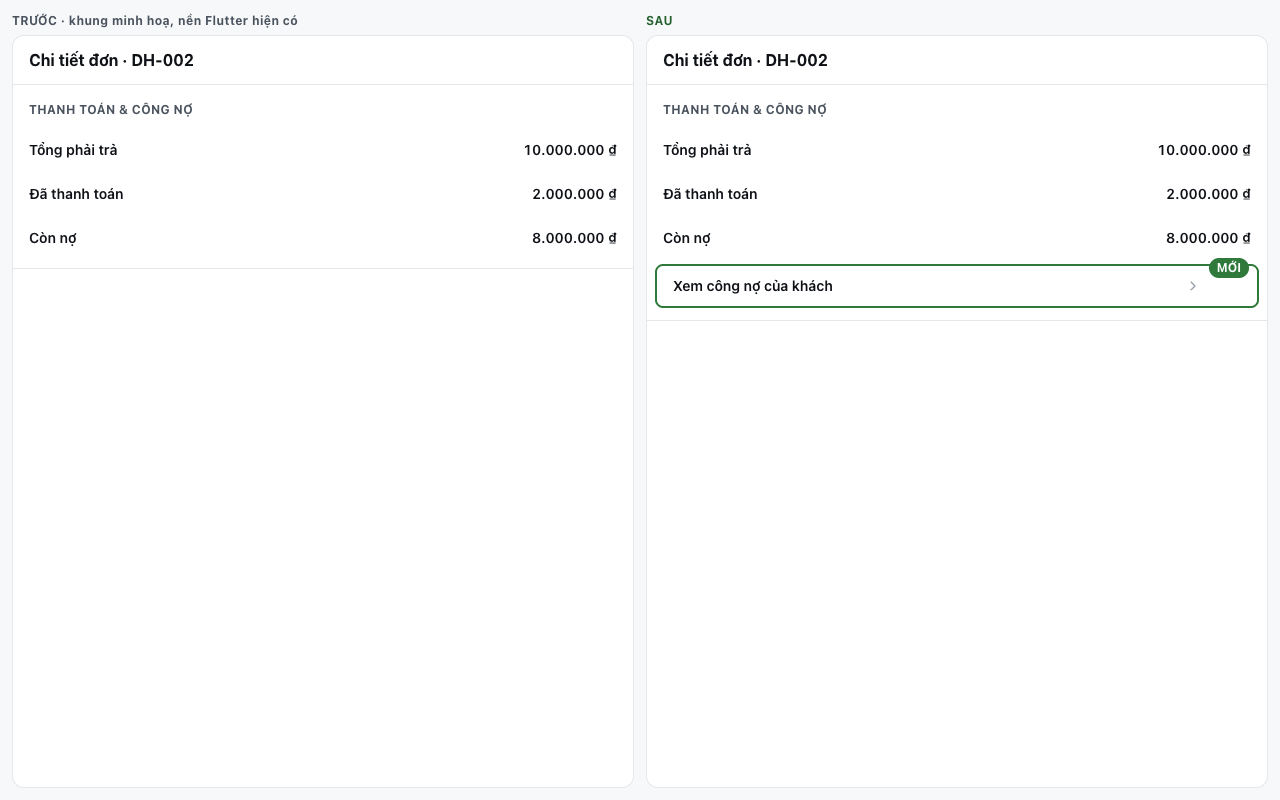 TRƯỚC · khung minh hoạ, nền Flutter hiện có
Chi tiết đơn · DH-002
THANH TOÁN & CÔNG NỢ
Tổng phải trả 10.000.000 ₫
Đã thanh toán 2.000.000 ₫
Còn nợ 8.000.000 ₫
SAU
Chi tiết đơn · DH-002
THANH TOÁN & CÔNG NỢ
Tổng phải trả 10.000.000 ₫
Đã thanh toán 2.000.000 ₫
Còn nợ 8.000.000 ₫
MỚI
Xem công nợ của khách